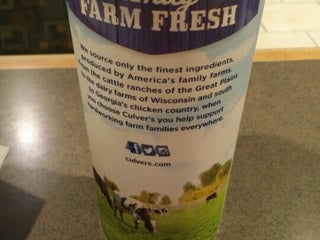 FARM FRESH
We source only the finest ingredients,
produced by America's family farms.
From the cattle ranches of the Great Plains
to the dairy farms of Wisconsin and south
to Georgia's chicken country, when
you choose Culver's you help support
hardworking farm families everywhere.
culvers.com